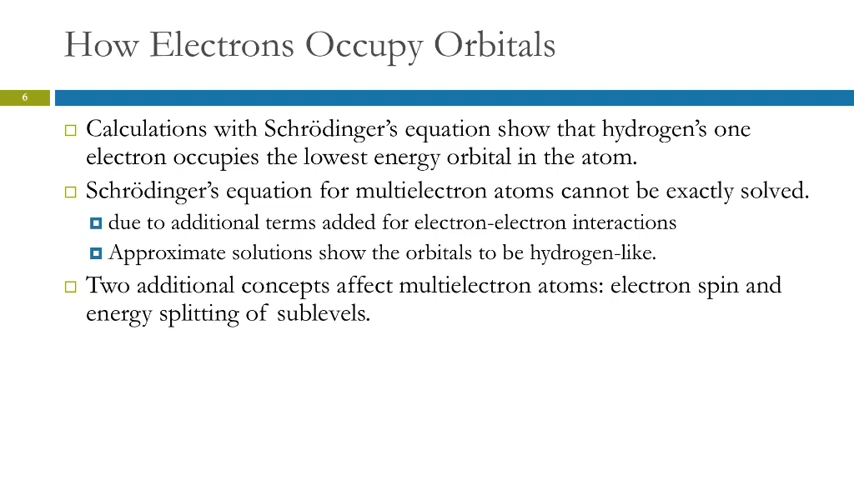 How Electrons Occupy Orbitals
6
Calculations with Schrödinger’s equation show that hydrogen’s one
electron occupies the lowest energy orbital in the atom.
Schrödinger’s equation for multielectron atoms cannot be exactly solved.
due to additional terms added for electron-electron interactions
Approximate solutions show the orbitals to be hydrogen-like.
Two additional concepts affect multielectron atoms: electron spin and
energy splitting of sublevels.